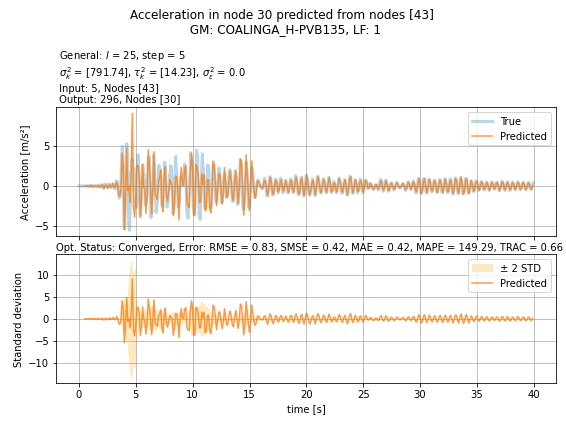 Acceleration in node 30 predicted from nodes [43]
GM: COALINGA_H-PVB135, LF: 1
General: l = 25, step = 5
σ²ₖ = [791.74], τ²ₖ = [14.23], σ²ε = 0.0
Input: 5, Nodes [43]
Output: 296, Nodes [30]
Acceleration [m/s²]
5
0
−5
True
Predicted
Opt. Status: Converged, Error: RMSE = 0.83, SMSE = 0.42, MAE = 0.42, MAPE = 149.29, TRAC = 0.66
Standard deviation
10
5
0
−5
−10
± 2 STD
Predicted
0 5 10 15 20 25 30 35 40
time [s]